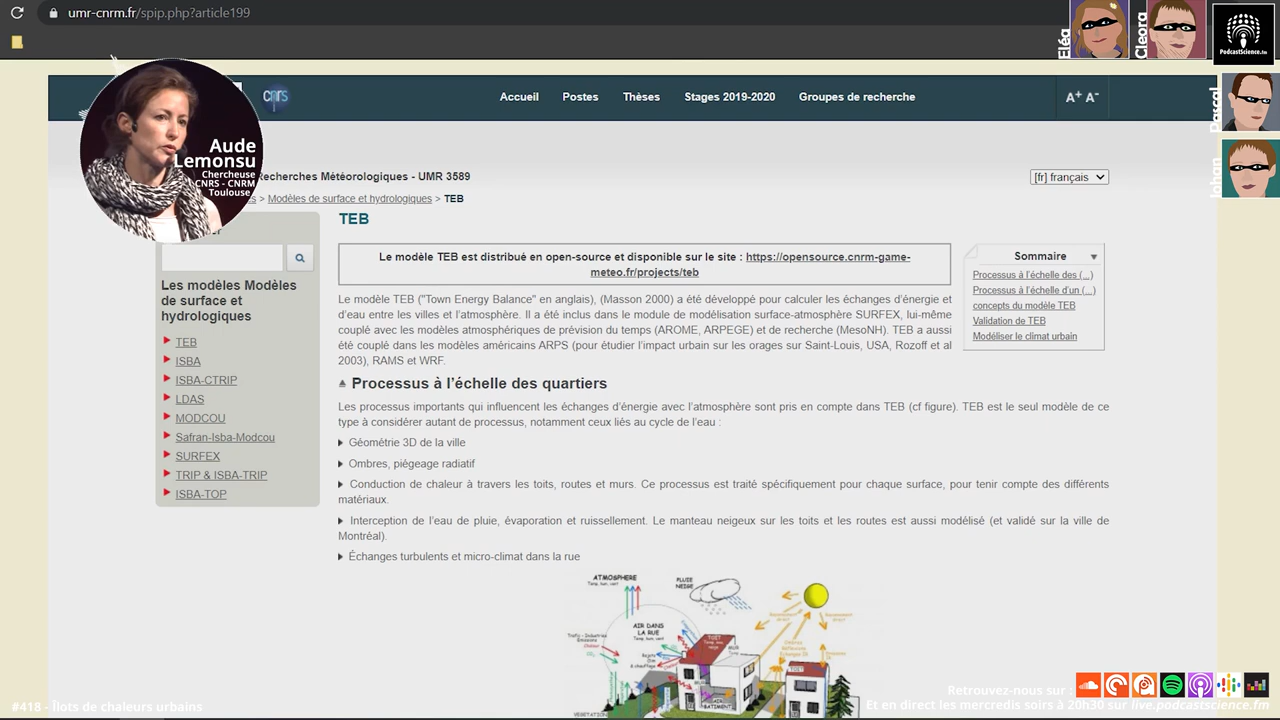 umr-cnrm.fr/spip.php?article199
Eléa
Cleora
PodcastScience.fm
Pascal
Johan
cnrs
Accueil
Postes
Thèses
Stages 2019-2020
Groupes de recherche
A+ A-
Aude
Lemonsu
Chercheuse
CNRS - CNRM
Toulouse
Recherches Météorologiques - UMR 3589
[fr] français
> Modèles de surface et hydrologiques > TEB
TEB
Le modèle TEB est distribué en open-source et disponible sur le site : https://opensource.cnrm-game-
meteo.fr/projects/teb
Sommaire
Processus à l'échelle des (...)
Processus à l'échelle d'un (...)
concepts du modèle TEB
Validation de TEB
Modéliser le climat urbain
Les modèles Modèles
de surface et
hydrologiques
TEB
ISBA
ISBA-CTRIP
LDAS
MODCOU
Safran-Isba-Modcou
SURFEX
TRIP & ISBA-TRIP
ISBA-TOP
Le modèle TEB ("Town Energy Balance" en anglais), (Masson 2000) a été développé pour calculer les échanges d'énergie et
d'eau entre les villes et l'atmosphère. Il a été inclus dans le module de modélisation surface-atmosphère SURFEX, lui-même
couplé avec les modèles atmosphériques de prévision du temps (AROME, ARPEGE) et de recherche (MesoNH). TEB a aussi
été couplé dans les modèles américains ARPS (pour étudier l'impact urbain sur les orages sur Saint-Louis, USA, Rozoff et al
2003), RAMS et WRF.
Processus à l'échelle des quartiers
Les processus importants qui influencent les échanges d'énergie avec l'atmosphère sont pris en compte dans TEB (cf figure). TEB est le seul modèle de ce
type à considérer autant de processus, notamment ceux liés au cycle de l'eau :
Géométrie 3D de la ville
Ombres, piégeage radiatif
Conduction de chaleur à travers les toits, routes et murs. Ce processus est traité spécifiquement pour chaque surface, pour tenir compte des différents
matériaux.
Interception de l'eau de pluie, évaporation et ruissellement. Le manteau neigeux sur les toits et les routes est aussi modélisé (et validé sur la ville de
Montréal).
Échanges turbulents et micro-climat dans la rue
ATMOSPHERE
Temp, hum, vent
PLUIE
NEIGE
AIR DANS
LA RUE
Temp, hum, vent
TOIT
MUR
TOIT
BATIMENT
VEGETATION
Retrouvez-nous sur :
Et en direct les mercredis soirs à 20h30 sur live.podcastscience.fm
#418 - Îlots de chaleurs urbains